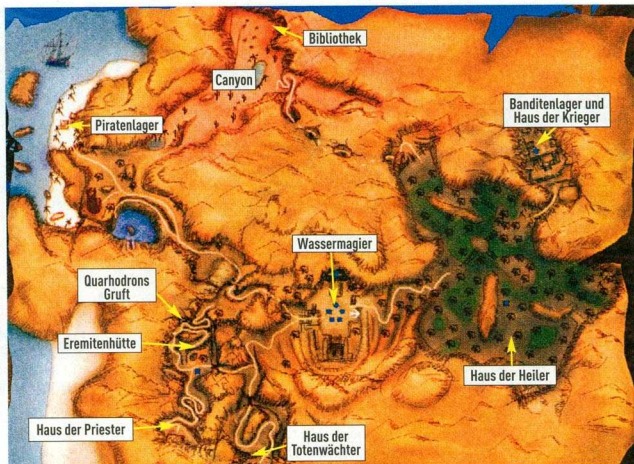 Bibliothek
Canyon
Banditenlager und
Haus der Krieger
Piratenlager
Wassermagier
Quarhodrons
Gruft
Eremitenhütte
Haus der Heiler
Haus der Priester
Haus der
Totenwächter